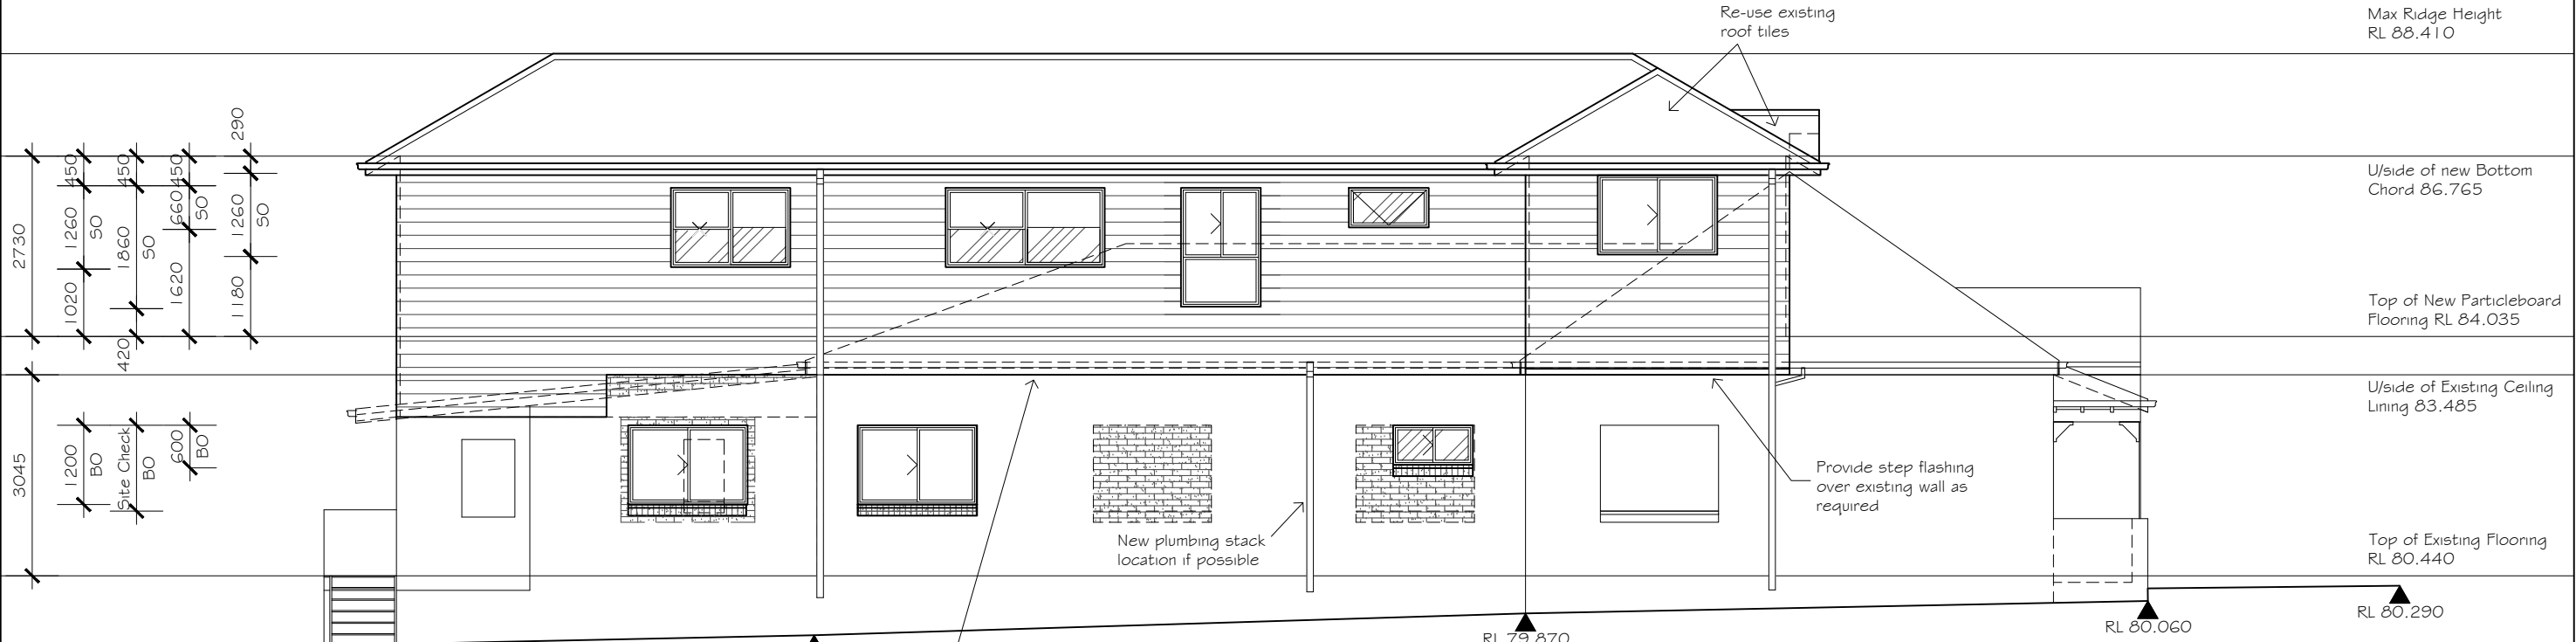 Re-use existing
roof tiles
Max Ridge Height
RL 88.410
U/side of new Bottom
Chord 86.765
Top of New Particleboard
Flooring RL 84.035
U/side of Existing Ceiling
Lining 83.485
Top of Existing Flooring
RL 80.440
2730
3045
450
1260
50
1020
450
1860
50
420
450
660
50
1620
290
1260
50
1180
1200
BO
Site Check
BO
600
BO
New plumbing stack
location if possible
Provide step flashing
over existing wall as
required
RL 79.870
RL 80.060
RL 80.290